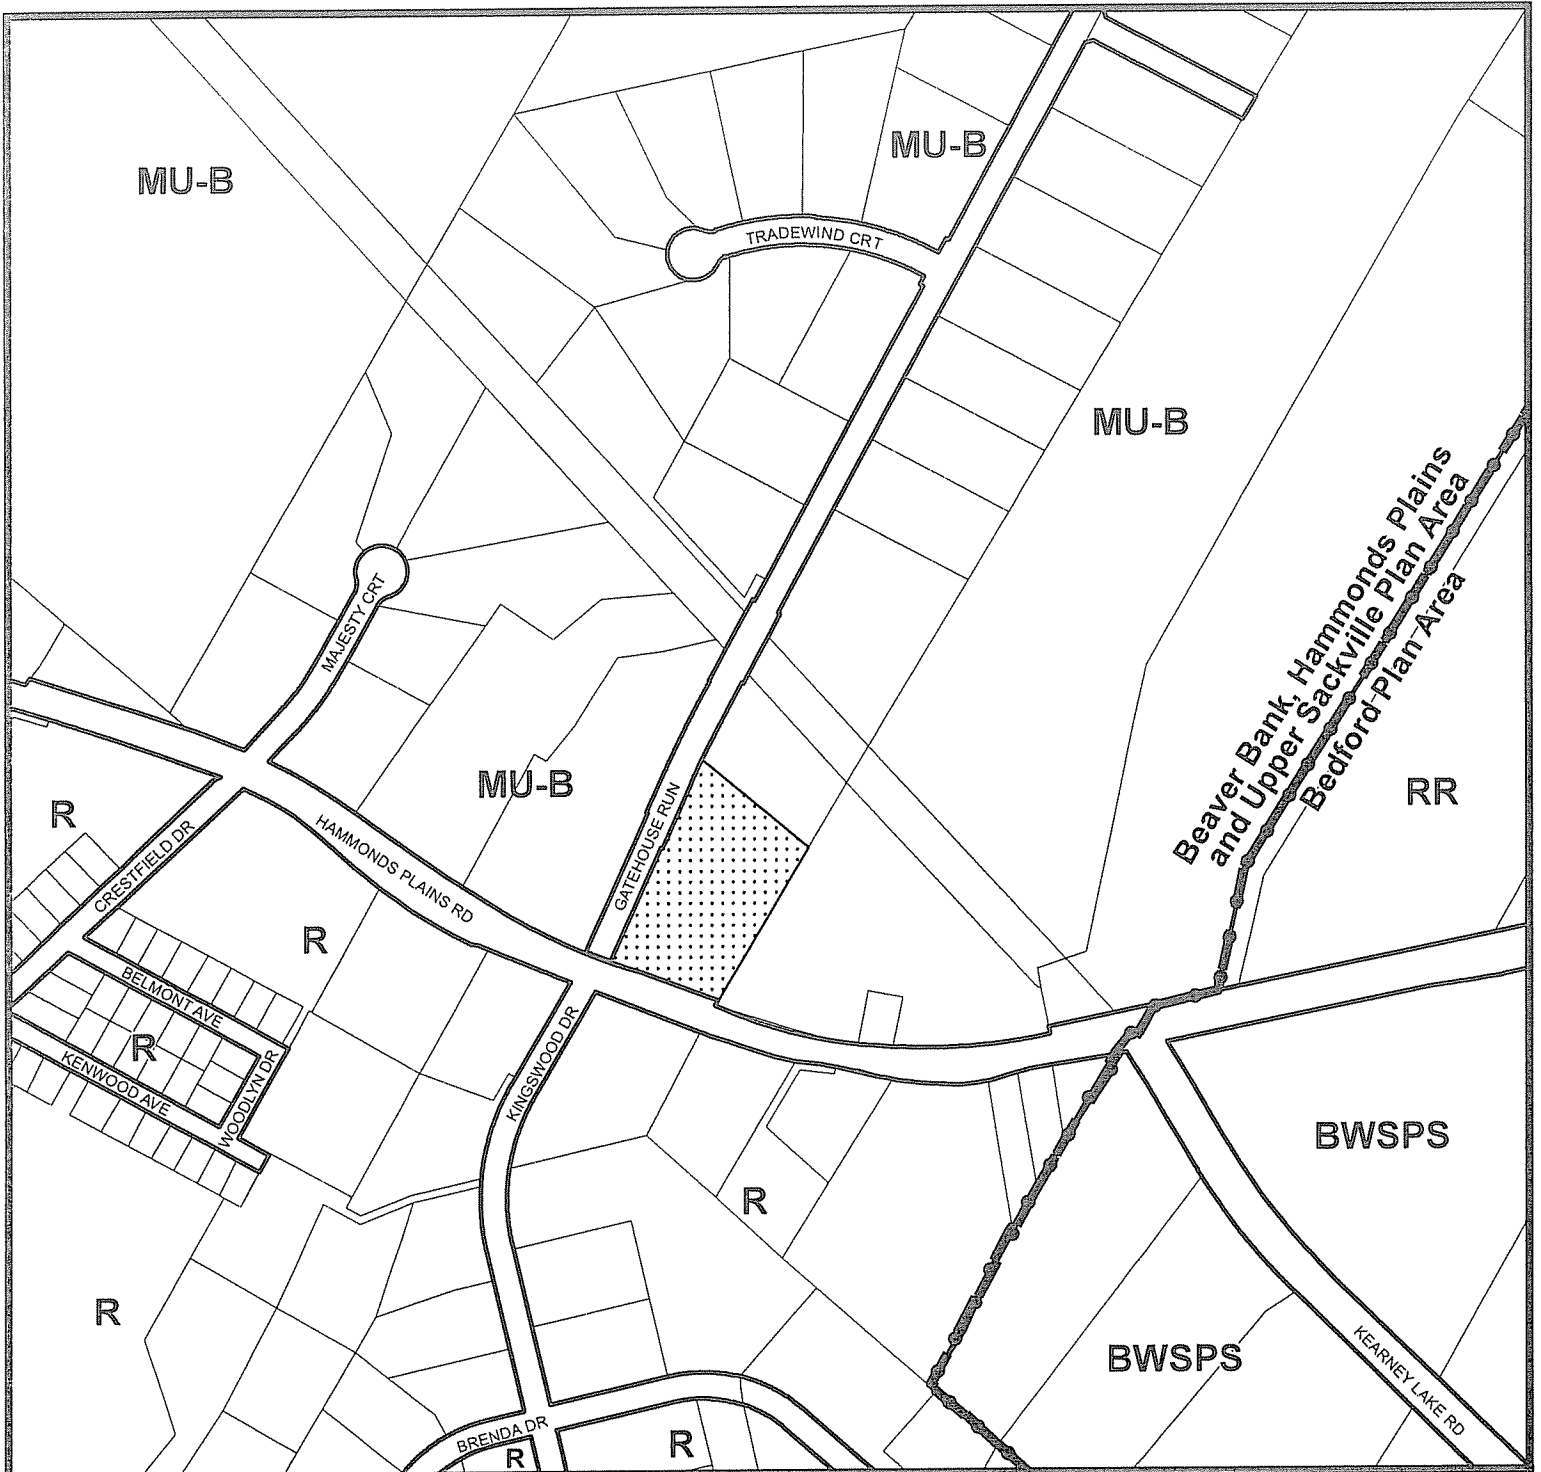 MU-B
MU-B
TRADEWIND CRT
MU-B
Beaver Bank, Hammonds Plains
and Upper Sackville Plan Area
Bedford Plan Area
MAJESTY CRT
MU-B
RR
R
GATEHOUSE RUN
HAMMONDS PLAINS RD
CRESTFIELD DR
R
BELMONT AVE
R
KENWOOD AVE
WOODLYN DR
KINGSWOOD DR
BWSPS
R
R
BWSPS
KEARNEY LAKE RD
BRENDA DR
R
R